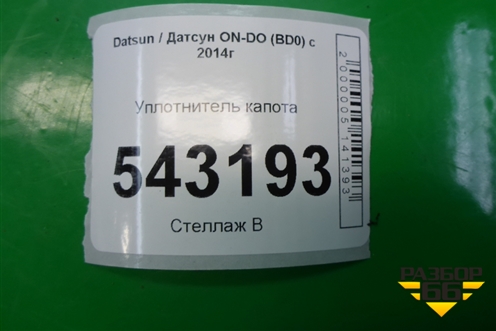 Datsun / Датсун ON-DO (BD0) с
2014г
Уплотнитель капота
543193
Стеллаж В
2000005141393
РАЗБОР
66